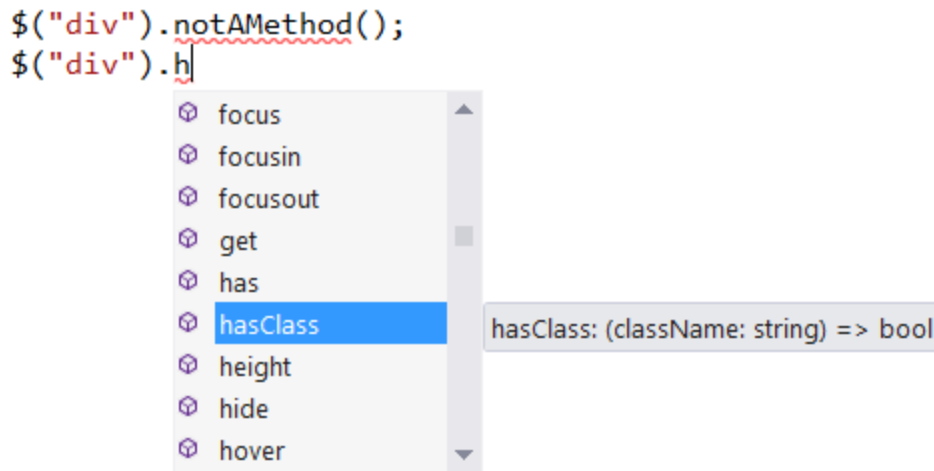 $("div").notAMethod();
$("div").h
focus
focusin
focusout
get
has
hasClass
hasClass: (className: string) => bool
height
hide
hover